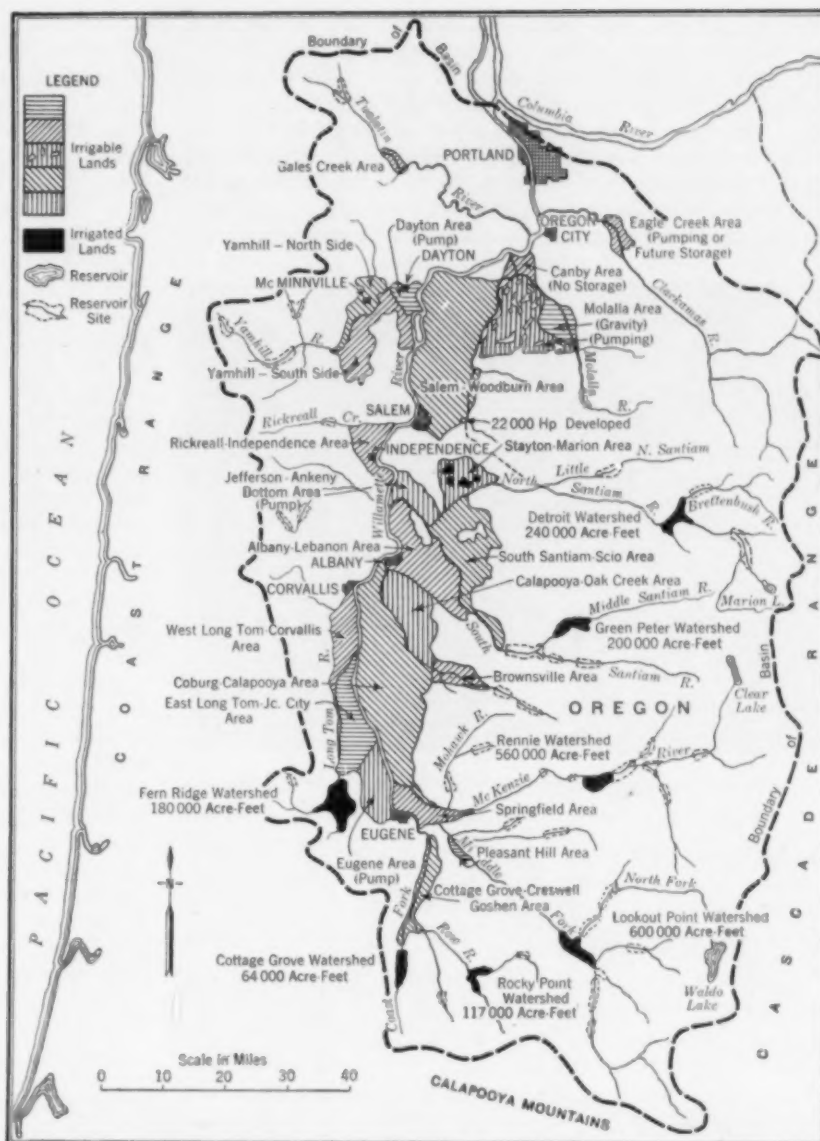 LEGEND
Irrigable
Lands
Irrigated
Lands
Reservoir
Reservoir
Site
Boundary of Basin
Columbia River
Tualatin River
PORTLAND
Gales Creek Area
OREGON
CITY
Eagle Creek Area
(Pumping or
Future Storage)
Dayton Area
(Pump)
DAYTON
Yamhill – North Side
Canby Area
(No Storage)
Clackamas R.
Mc MINNVILLE
Molalla Area
(Gravity)
(Pumping)
Yamhill R.
River
Molalla R.
Yamhill – South Side
Salem-Woodburn Area
SALEM
Rickreall Cr.
22 000 Hp Developed
Rickreall-Independence Area
INDEPENDENCE
Stayton-Marion Area
Little N. Santiam
Jefferson-Ankeny
Bottom Area
(Pump)
North Santiam R.
Willamette
Breitenbush R.
Detroit Watershed
240 000 Acre-Feet
Albany-Lebanon Area
ALBANY
South Santiam-Scio Area
CORVALLIS
Calapooya-Oak Creek Area
Middle Santiam R.
Marion L.
Green Peter Watershed
200 000 Acre-Feet
West Long Tom-Corvallis
Area
South Santiam R.
R.
Coburg-Calapooya Area
Brownsville Area
East Long Tom-Jc. City
Area
OREGON
Clear
Lake
Long Tom
Mohawk R.
Rennie Watershed
560 000 Acre-Feet
McKenzie River
Fern Ridge Watershed
180 000 Acre-Feet
Springfield Area
EUGENE
Pleasant Hill Area
Eugene Area
(Pump)
Middle Fork
North Fork
Cottage Grove-Creswell
Goshen Area
Lookout Point Watershed
600 000 Acre-Feet
Coast Fork
Row R.
Cottage Grove Watershed
64 000 Acre-Feet
Rocky Point
Watershed
117 000 Acre-Feet
Waldo
Lake
Boundary of Basin
PACIFIC OCEAN
COAST RANGE
CASCADE RANGE
CALAPOOYA MOUNTAINS
Scale in Miles
0 10 20 30 40